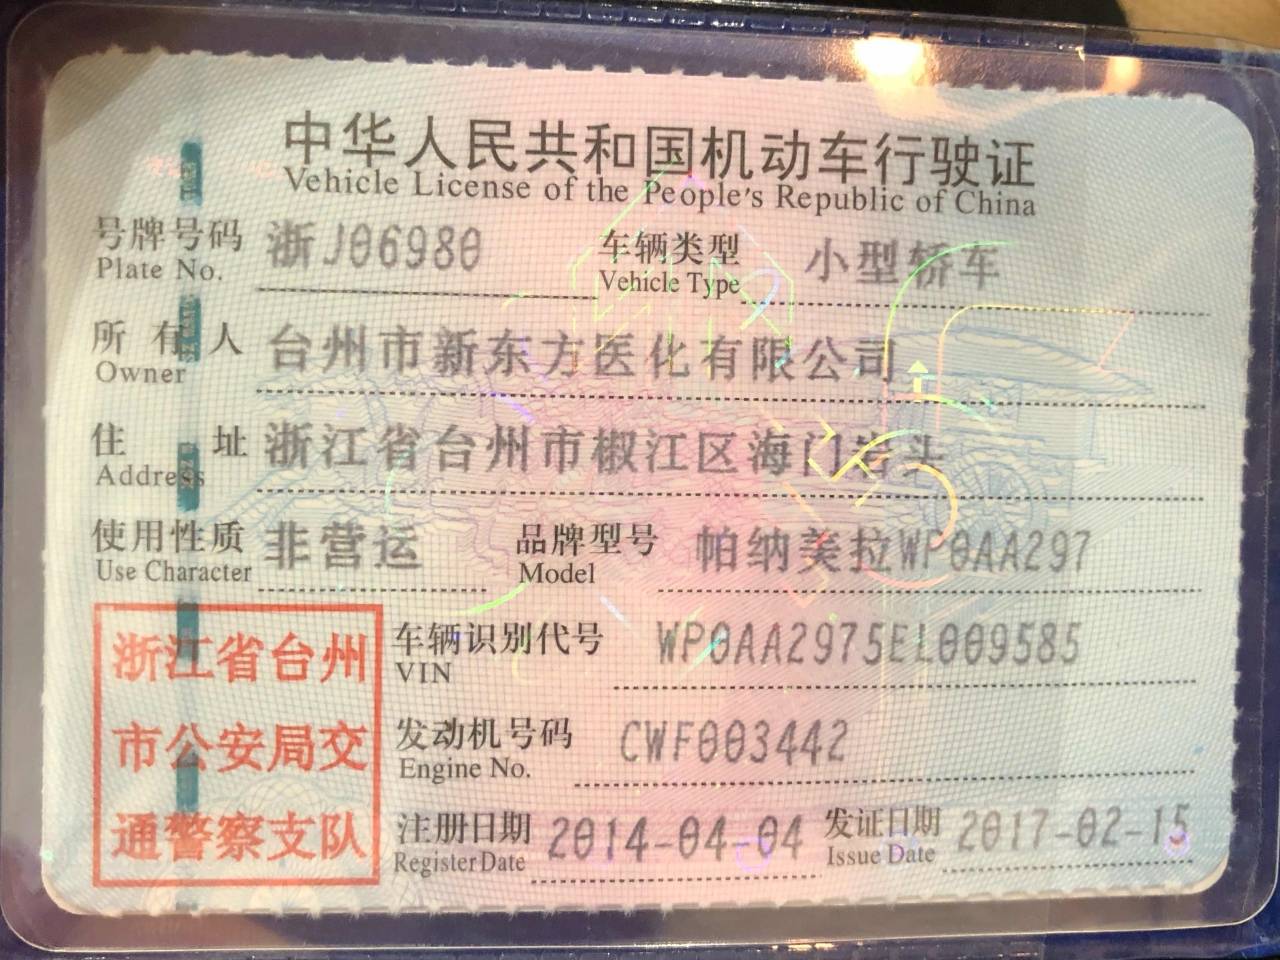 中华人民共和国机动车行驶证
Vehicle License of the People's Republic of China
号牌号码 浙J06980 车辆类型 小型轿车
Plate No. Vehicle Type
所有人 台州市新东方医化有限公司
Owner
住址 浙江省台州市椒江区海门岩头
Address
使用性质 非营运 品牌型号 帕纳美拉WP0AA297
Use Character Model
浙江省台州
市公安局交
通警察支队
车辆识别代号 WP0AA2975EL009585
VIN
发动机号码 CWF003442
Engine No.
注册日期 2014-04-04 发证日期 2017-02-15
Register Date Issue Date